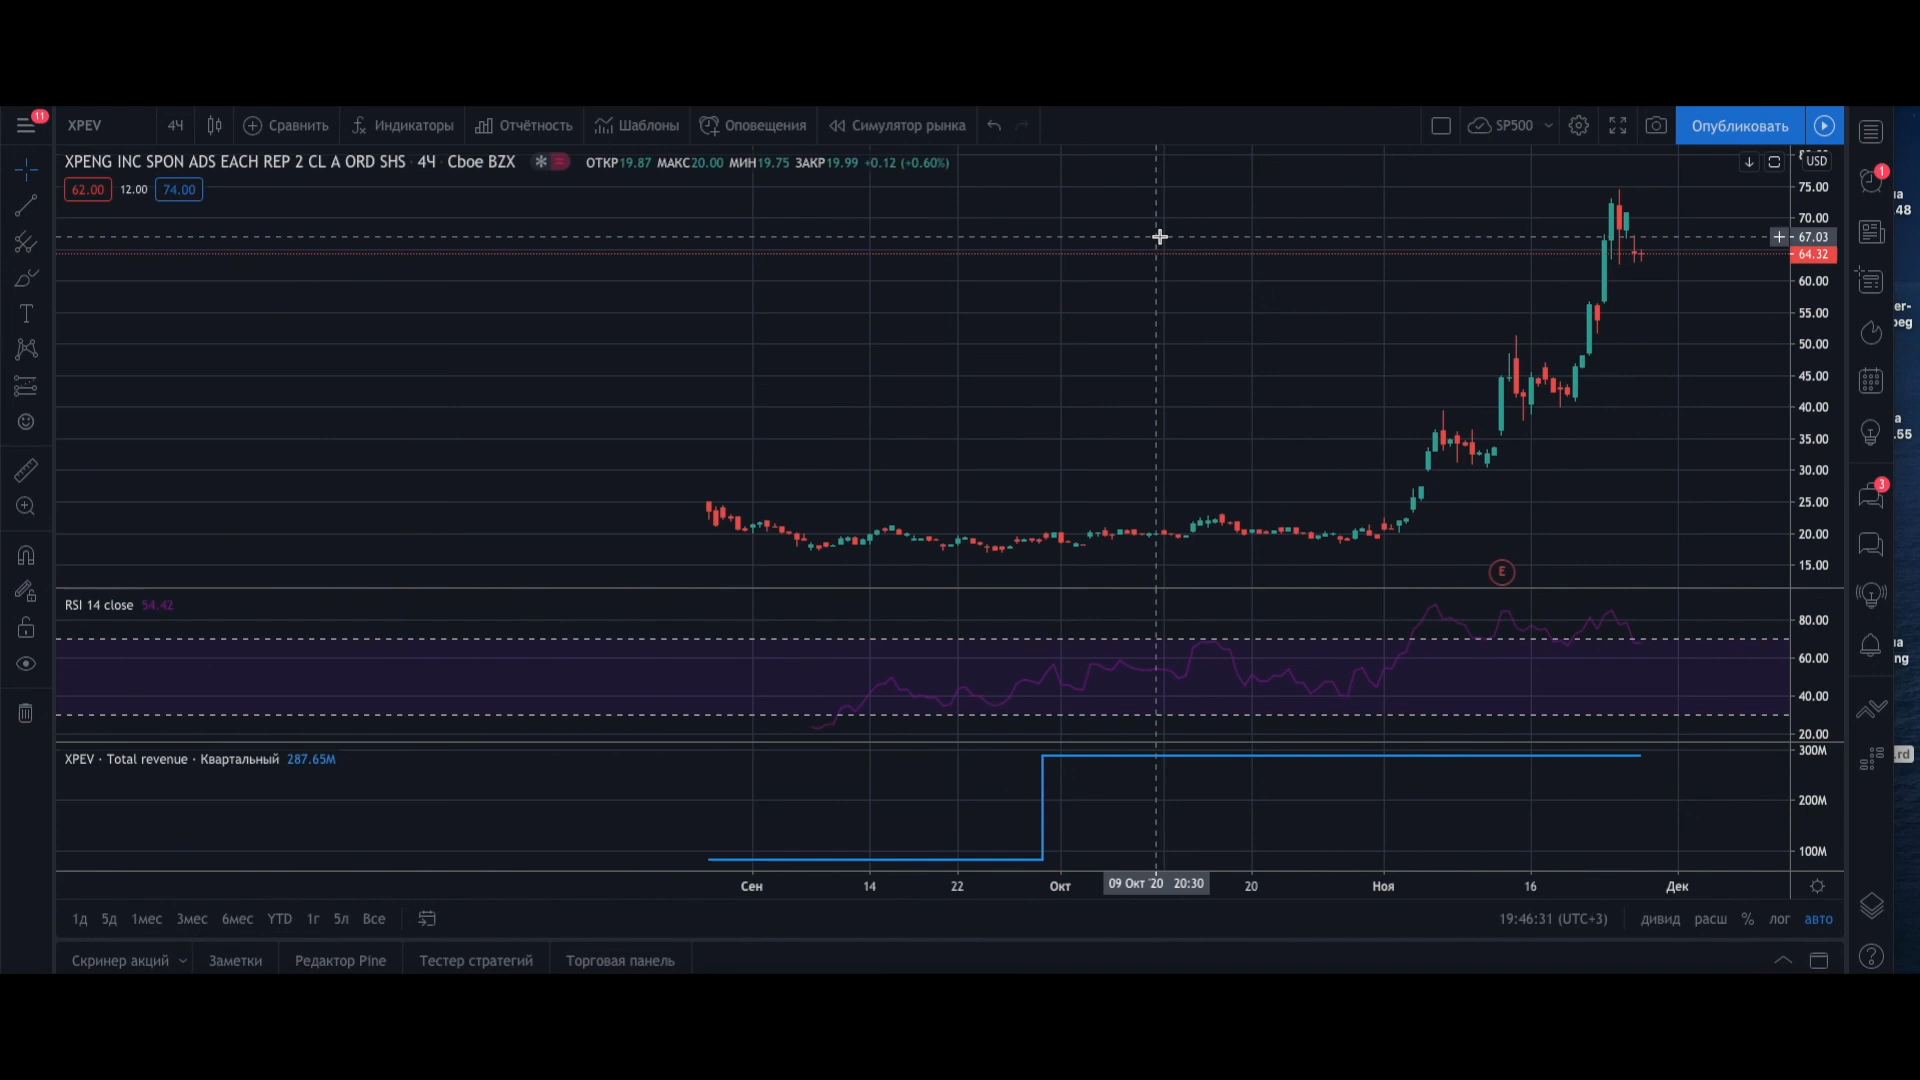 11
XPEV 4Ч Сравнить Индикаторы Отчётность Шаблоны Оповещения Симулятор рынка SP500 Опубликовать
XPENG INC SPON ADS EACH REP 2 CL A ORD SHS 4Ч Cboe BZX ОТКР19.87 МАКС20.00 МИН19.75 ЗАКР19.99 +0.12 (+0.60%)
USD
62.00 12.00 74.00
75.00
70.00
67.03
64.32
60.00
55.00
50.00
45.00
40.00
35.00
30.00
25.00
20.00
15.00
E
RSI 14 close 54.42
80.00
60.00
40.00
20.00
XPEV · Total revenue · Квартальный 287.65M
300M
200M
100M
Сен 14 22 Окт 09 Окт '20 20:30 20 Ноя 16 Дек
1д 5д 1мес 3мес 6мес YTD 1г 5л Все 19:46:31 (UTC+3) дивид расш % лог авто
Скринер акций Заметки Редактор Pine Тестер стратегий Торговая панель
1
3
.48
.55
ng
.rd